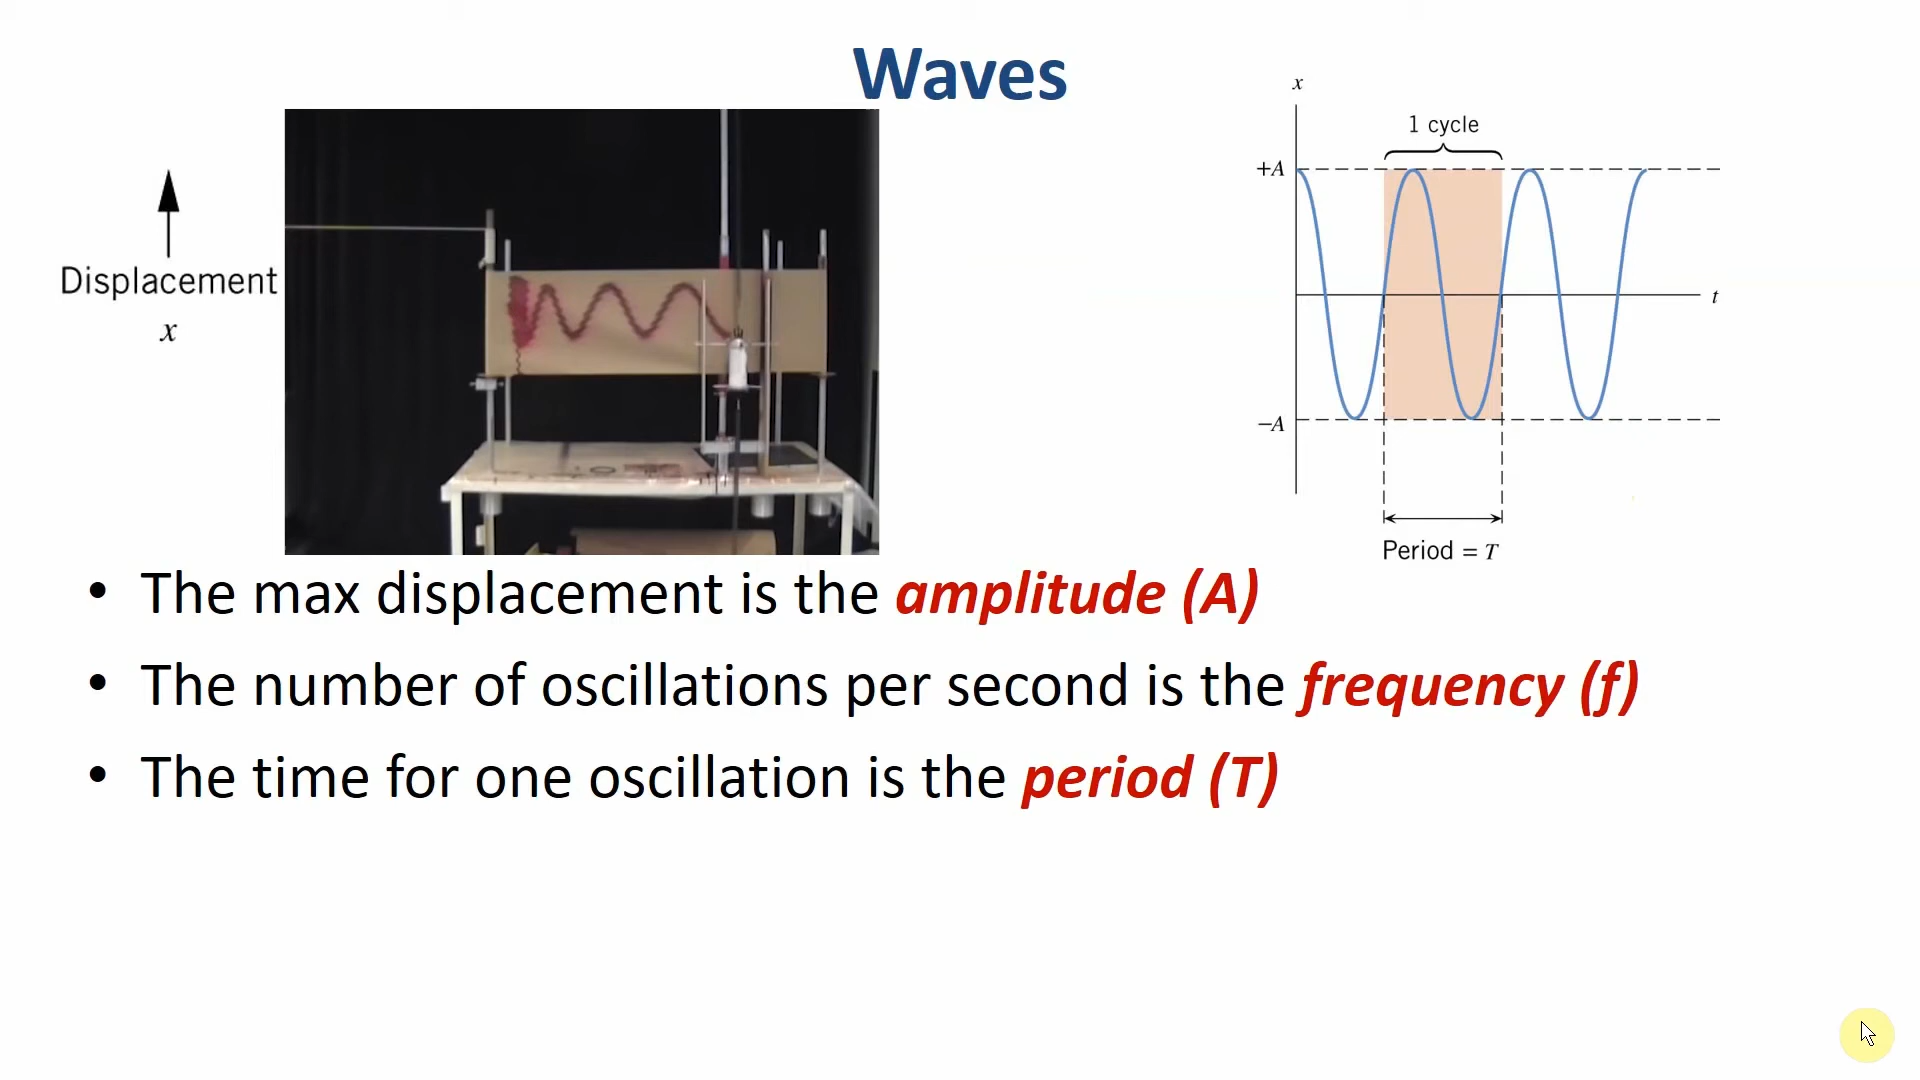 Waves
Displacement
x
x
1 cycle
+A
t
−A
Period = T
• The max displacement is the amplitude (A)
• The number of oscillations per second is the frequency (f)
• The time for one oscillation is the period (T)